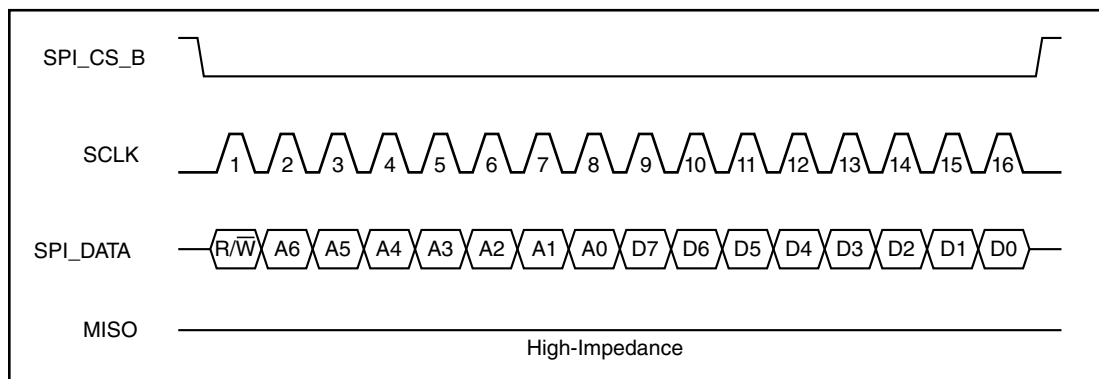 SPI_CS_B
SCLK
1 2 3 4 5 6 7 8 9 10 11 12 13 14 15 16
SPI_DATA
R/W̅ A6 A5 A4 A3 A2 A1 A0 D7 D6 D5 D4 D3 D2 D1 D0
MISO
High-Impedance